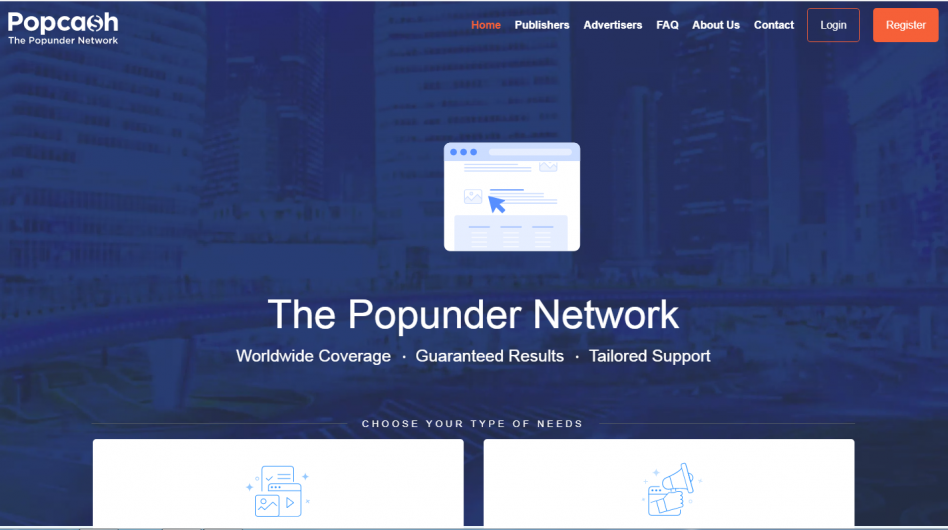 Popcash
The Popunder Network
Home Publishers Advertisers FAQ About Us Contact Login Register
The Popunder Network
Worldwide Coverage · Guaranteed Results · Tailored Support
CHOOSE YOUR TYPE OF NEEDS